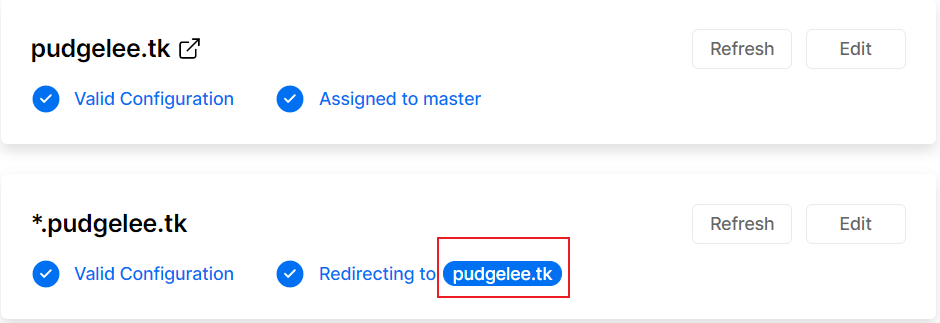 pudgelee.tk Refresh Edit
Valid Configuration Assigned to master
*.pudgelee.tk Refresh Edit
Valid Configuration Redirecting to pudgelee.tk